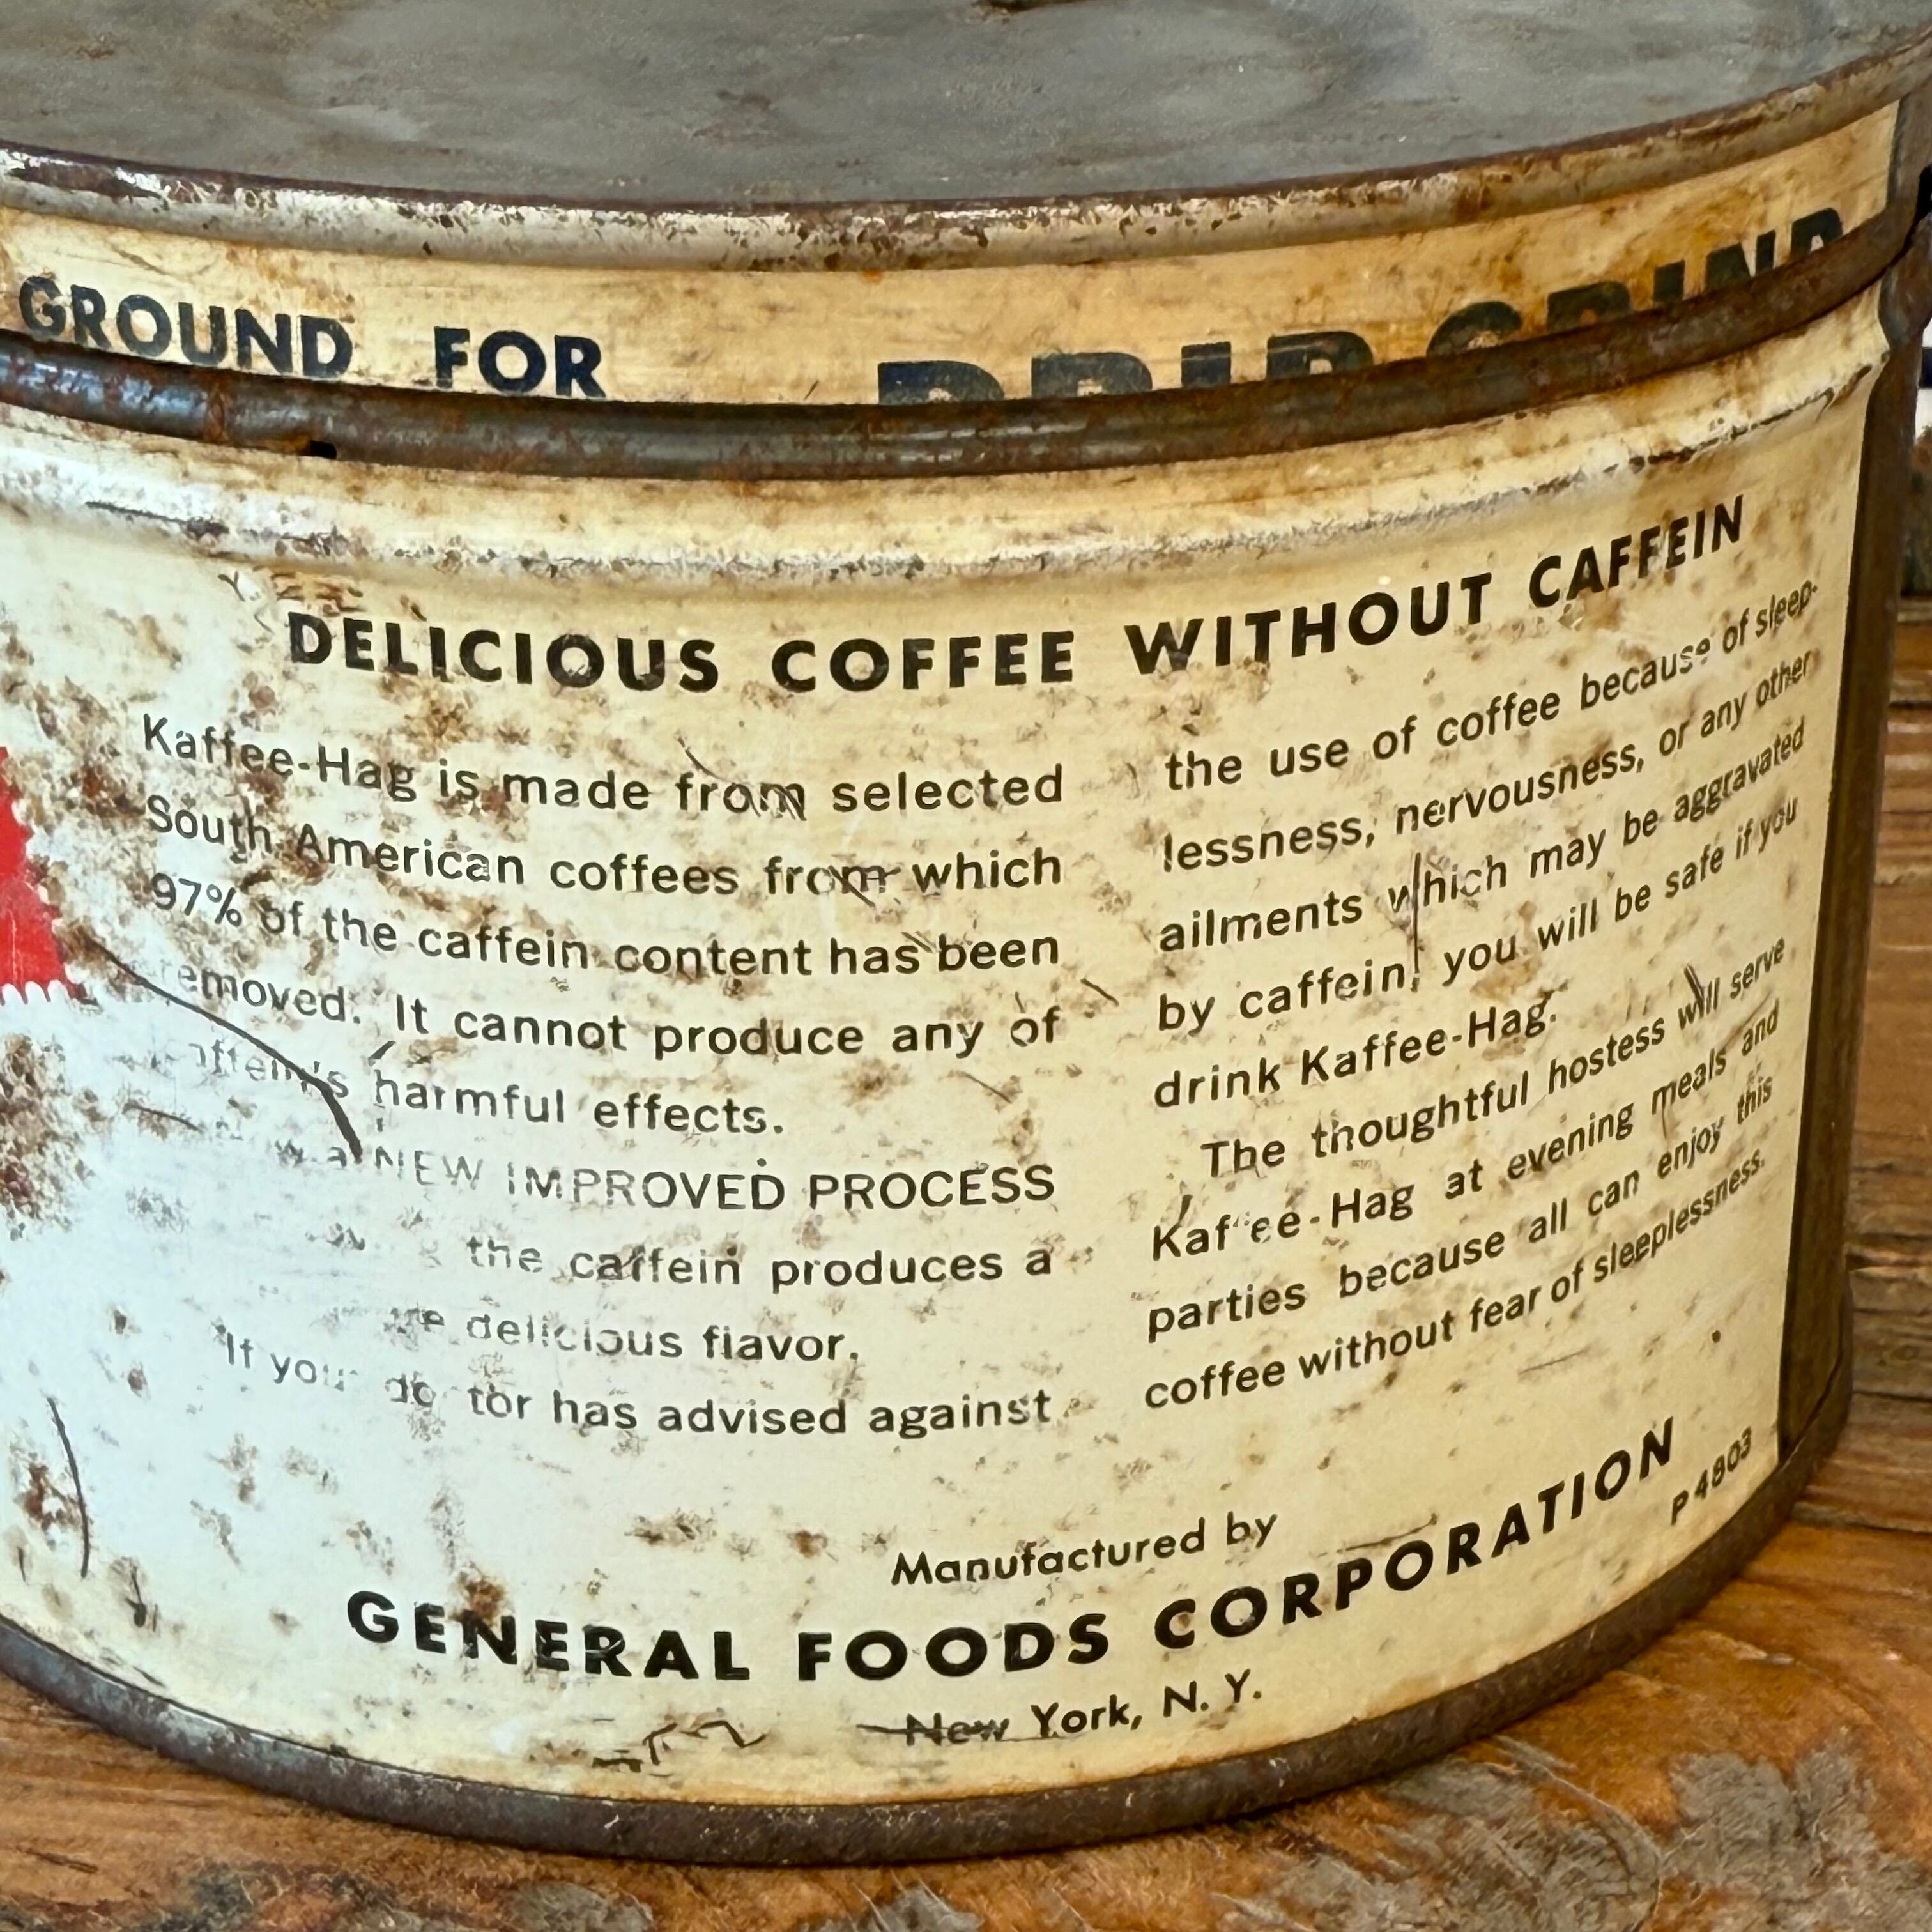 GROUND FOR DRIP GRIND
DELICIOUS COFFEE WITHOUT CAFFEIN
Kaffee-Hag is made from selected
South American coffees from which
97% of the caffein content has been
removed. It cannot produce any of
caffein's harmful effects.
a NEW IMPROVED PROCESS
the caffein produces a
delicious flavor.
If your doctor has advised against
the use of coffee because of sleep-
lessness, nervousness, or any other
ailments which may be aggravated
by caffein, you will be safe if you
drink Kaffee-Hag.
The thoughtful hostess will serve
Kaffee-Hag at evening meals and
parties because all can enjoy this
coffee without fear of sleeplessness.
Manufactured by
GENERAL FOODS CORPORATION
New York, N. Y.
P4803